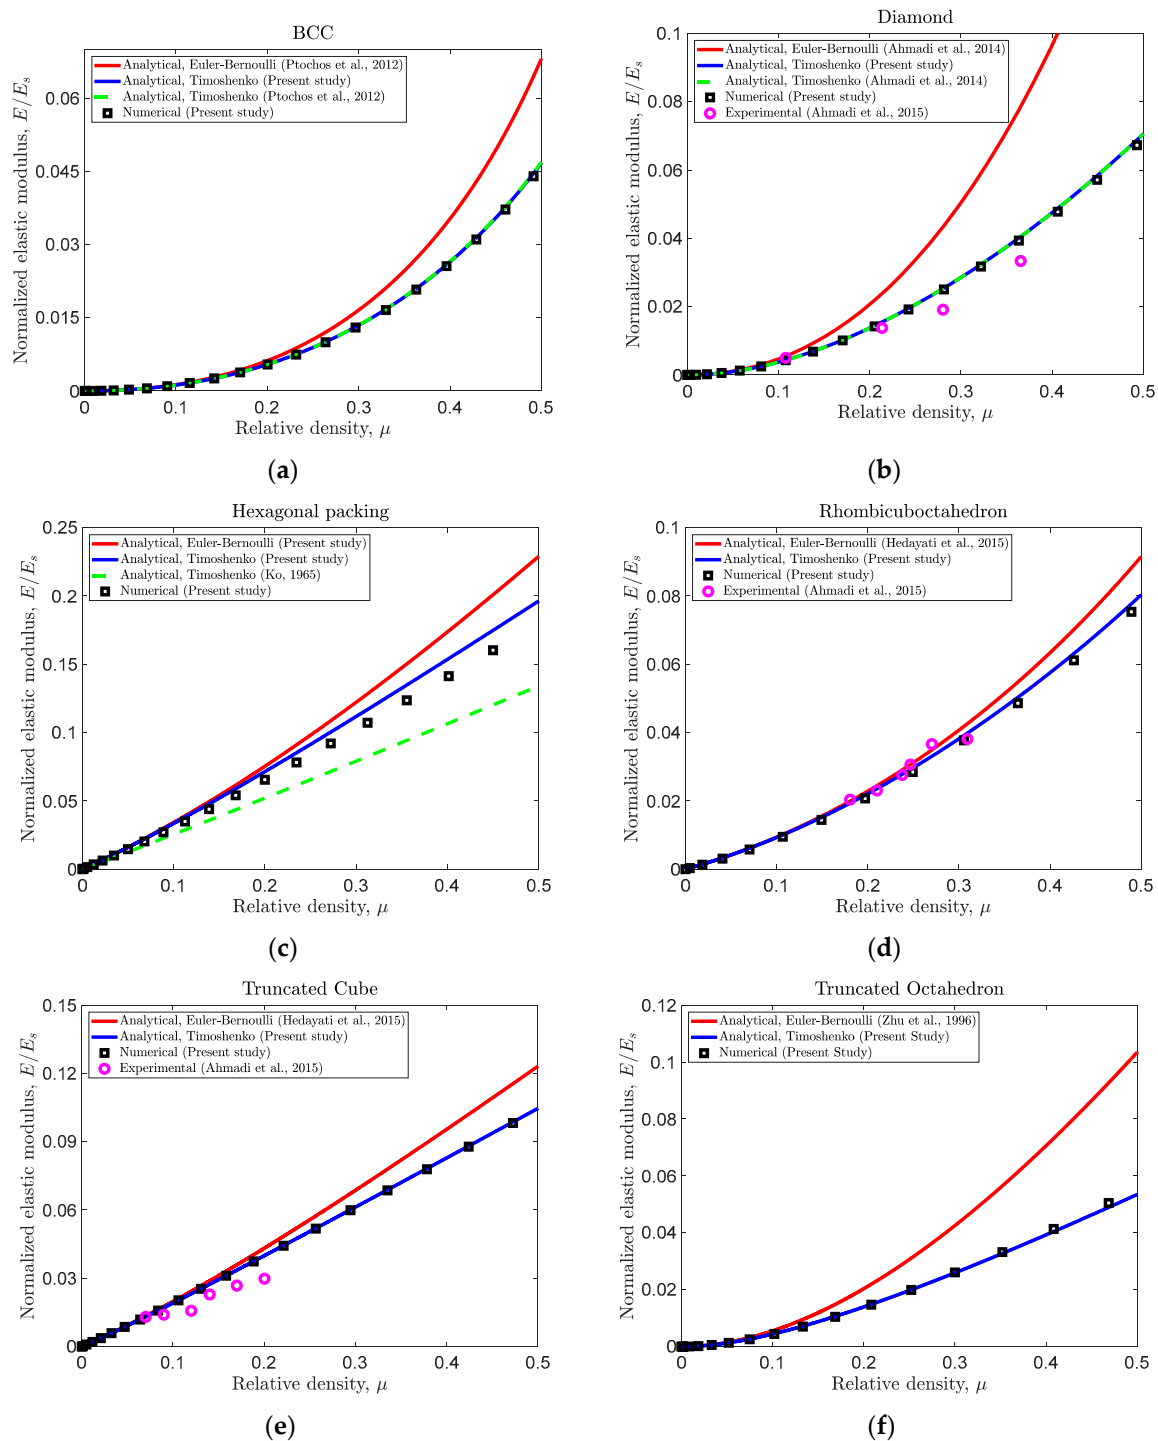 BCC
Normalized elastic modulus, E/Es
0.06
0.045
0.03
0.015
0
Analytical, Euler-Bernoulli (Ptochos et al., 2012)
Analytical, Timoshenko (Present study)
Analytical, Timoshenko (Ptochos et al., 2012)
Numerical (Present study)
0 0.1 0.2 0.3 0.4 0.5
Relative density, μ
(a)
Diamond
Normalized elastic modulus, E/Es
0.1
0.08
0.06
0.04
0.02
0
Analytical, Euler-Bernoulli (Ahmadi et al., 2014)
Analytical, Timoshenko (Present study)
Analytical, Timoshenko (Ahmadi et al., 2014)
Numerical (Present study)
Experimental (Ahmadi et al., 2015)
0 0.1 0.2 0.3 0.4 0.5
Relative density, μ
(b)
Hexagonal packing
Normalized elastic modulus, E/Es
0.25
0.2
0.15
0.1
0.05
0
Analytical, Euler-Bernoulli (Present study)
Analytical, Timoshenko (Present study)
Analytical, Timoshenko (Ko, 1965)
Numerical (Present study)
0 0.1 0.2 0.3 0.4 0.5
Relative density, μ
(c)
Rhombicuboctahedron
Normalized elastic modulus, E/Es
0.1
0.08
0.06
0.04
0.02
0
Analytical, Euler-Bernoulli (Hedayati et al., 2015)
Analytical, Timoshenko (Present study)
Numerical (Present study)
Experimental (Ahmadi et al., 2015)
0 0.1 0.2 0.3 0.4 0.5
Relative density, μ
(d)
Truncated Cube
Normalized elastic modulus, E/Es
0.15
0.12
0.09
0.06
0.03
0
Analytical, Euler-Bernoulli (Hedayati et al., 2015)
Analytical, Timoshenko (Present study)
Numerical (Present study)
Experimental (Ahmadi et al., 2015)
0 0.1 0.2 0.3 0.4 0.5
Relative density, μ
(e)
Truncated Octahedron
Normalized elastic modulus, E/Es
0.12
0.1
0.08
0.06
0.04
0.02
0
Analytical, Euler-Bernoulli (Zhu et al., 1996)
Analytical, Timoshenko (Present Study)
Numerical (Present Study)
0 0.1 0.2 0.3 0.4 0.5
Relative density, μ
(f)